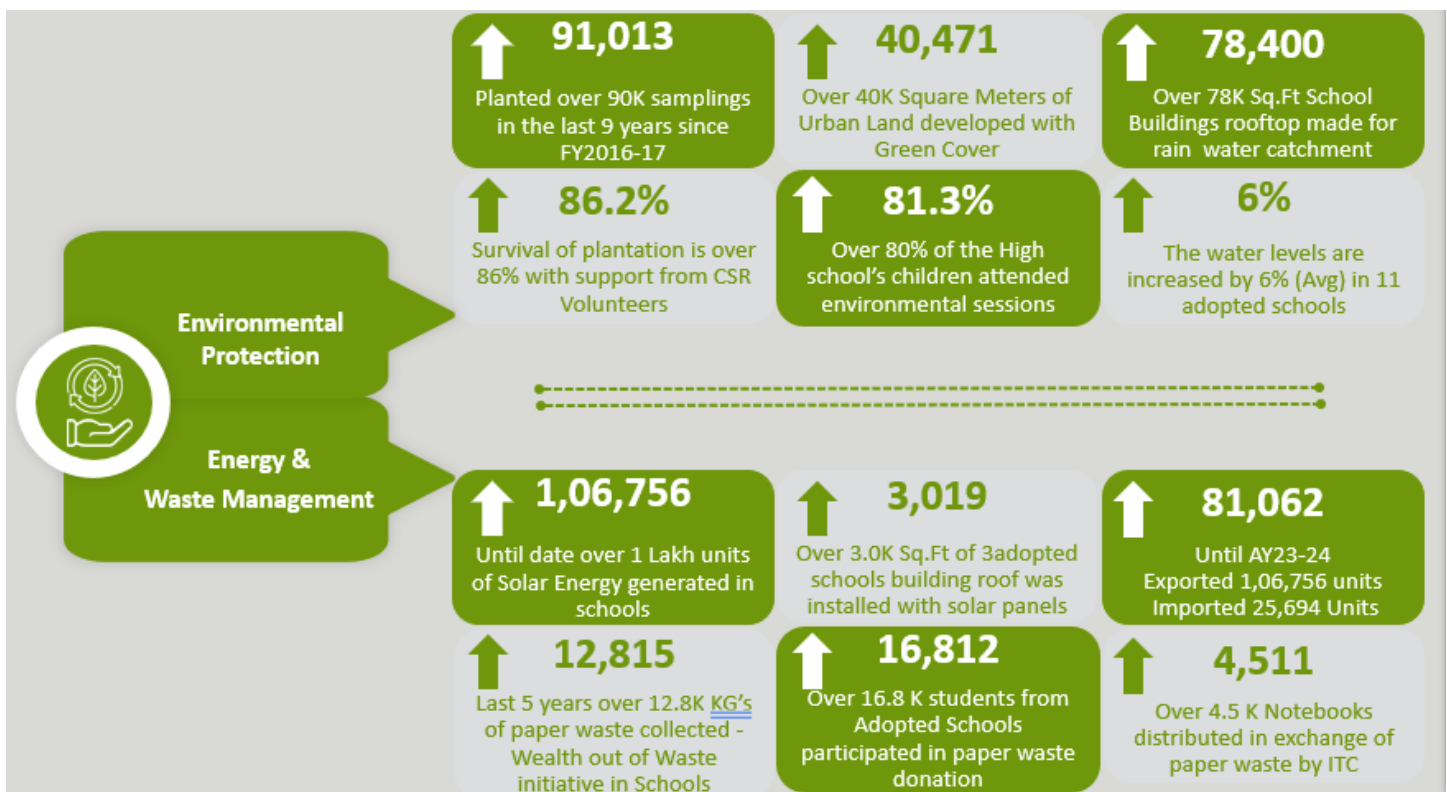 91,013
Planted over 90K samplings
in the last 9 years since
FY2016-17
40,471
Over 40K Square Meters of
Urban Land developed with
Green Cover
78,400
Over 78K Sq.Ft School
Buildings rooftop made for
rain water catchment
86.2%
Survival of plantation is over
86% with support from CSR
Volunteers
81.3%
Over 80% of the High
school's children attended
environmental sessions
6%
The water levels are
increased by 6% (Avg) in 11
adopted schools
Environmental
Protection
Energy &
Waste Management
1,06,756
Until date over 1 Lakh units
of Solar Energy generated in
schools
3,019
Over 3.0K Sq.Ft of 3adopted
schools building roof was
installed with solar panels
81,062
Until AY23-24
Exported 1,06,756 units
Imported 25,694 Units
12,815
Last 5 years over 12.8K KG's
of paper waste collected -
Wealth out of Waste
initiative in Schools
16,812
Over 16.8 K students from
Adopted Schools
participated in paper waste
donation
4,511
Over 4.5 K Notebooks
distributed in exchange of
paper waste by ITC